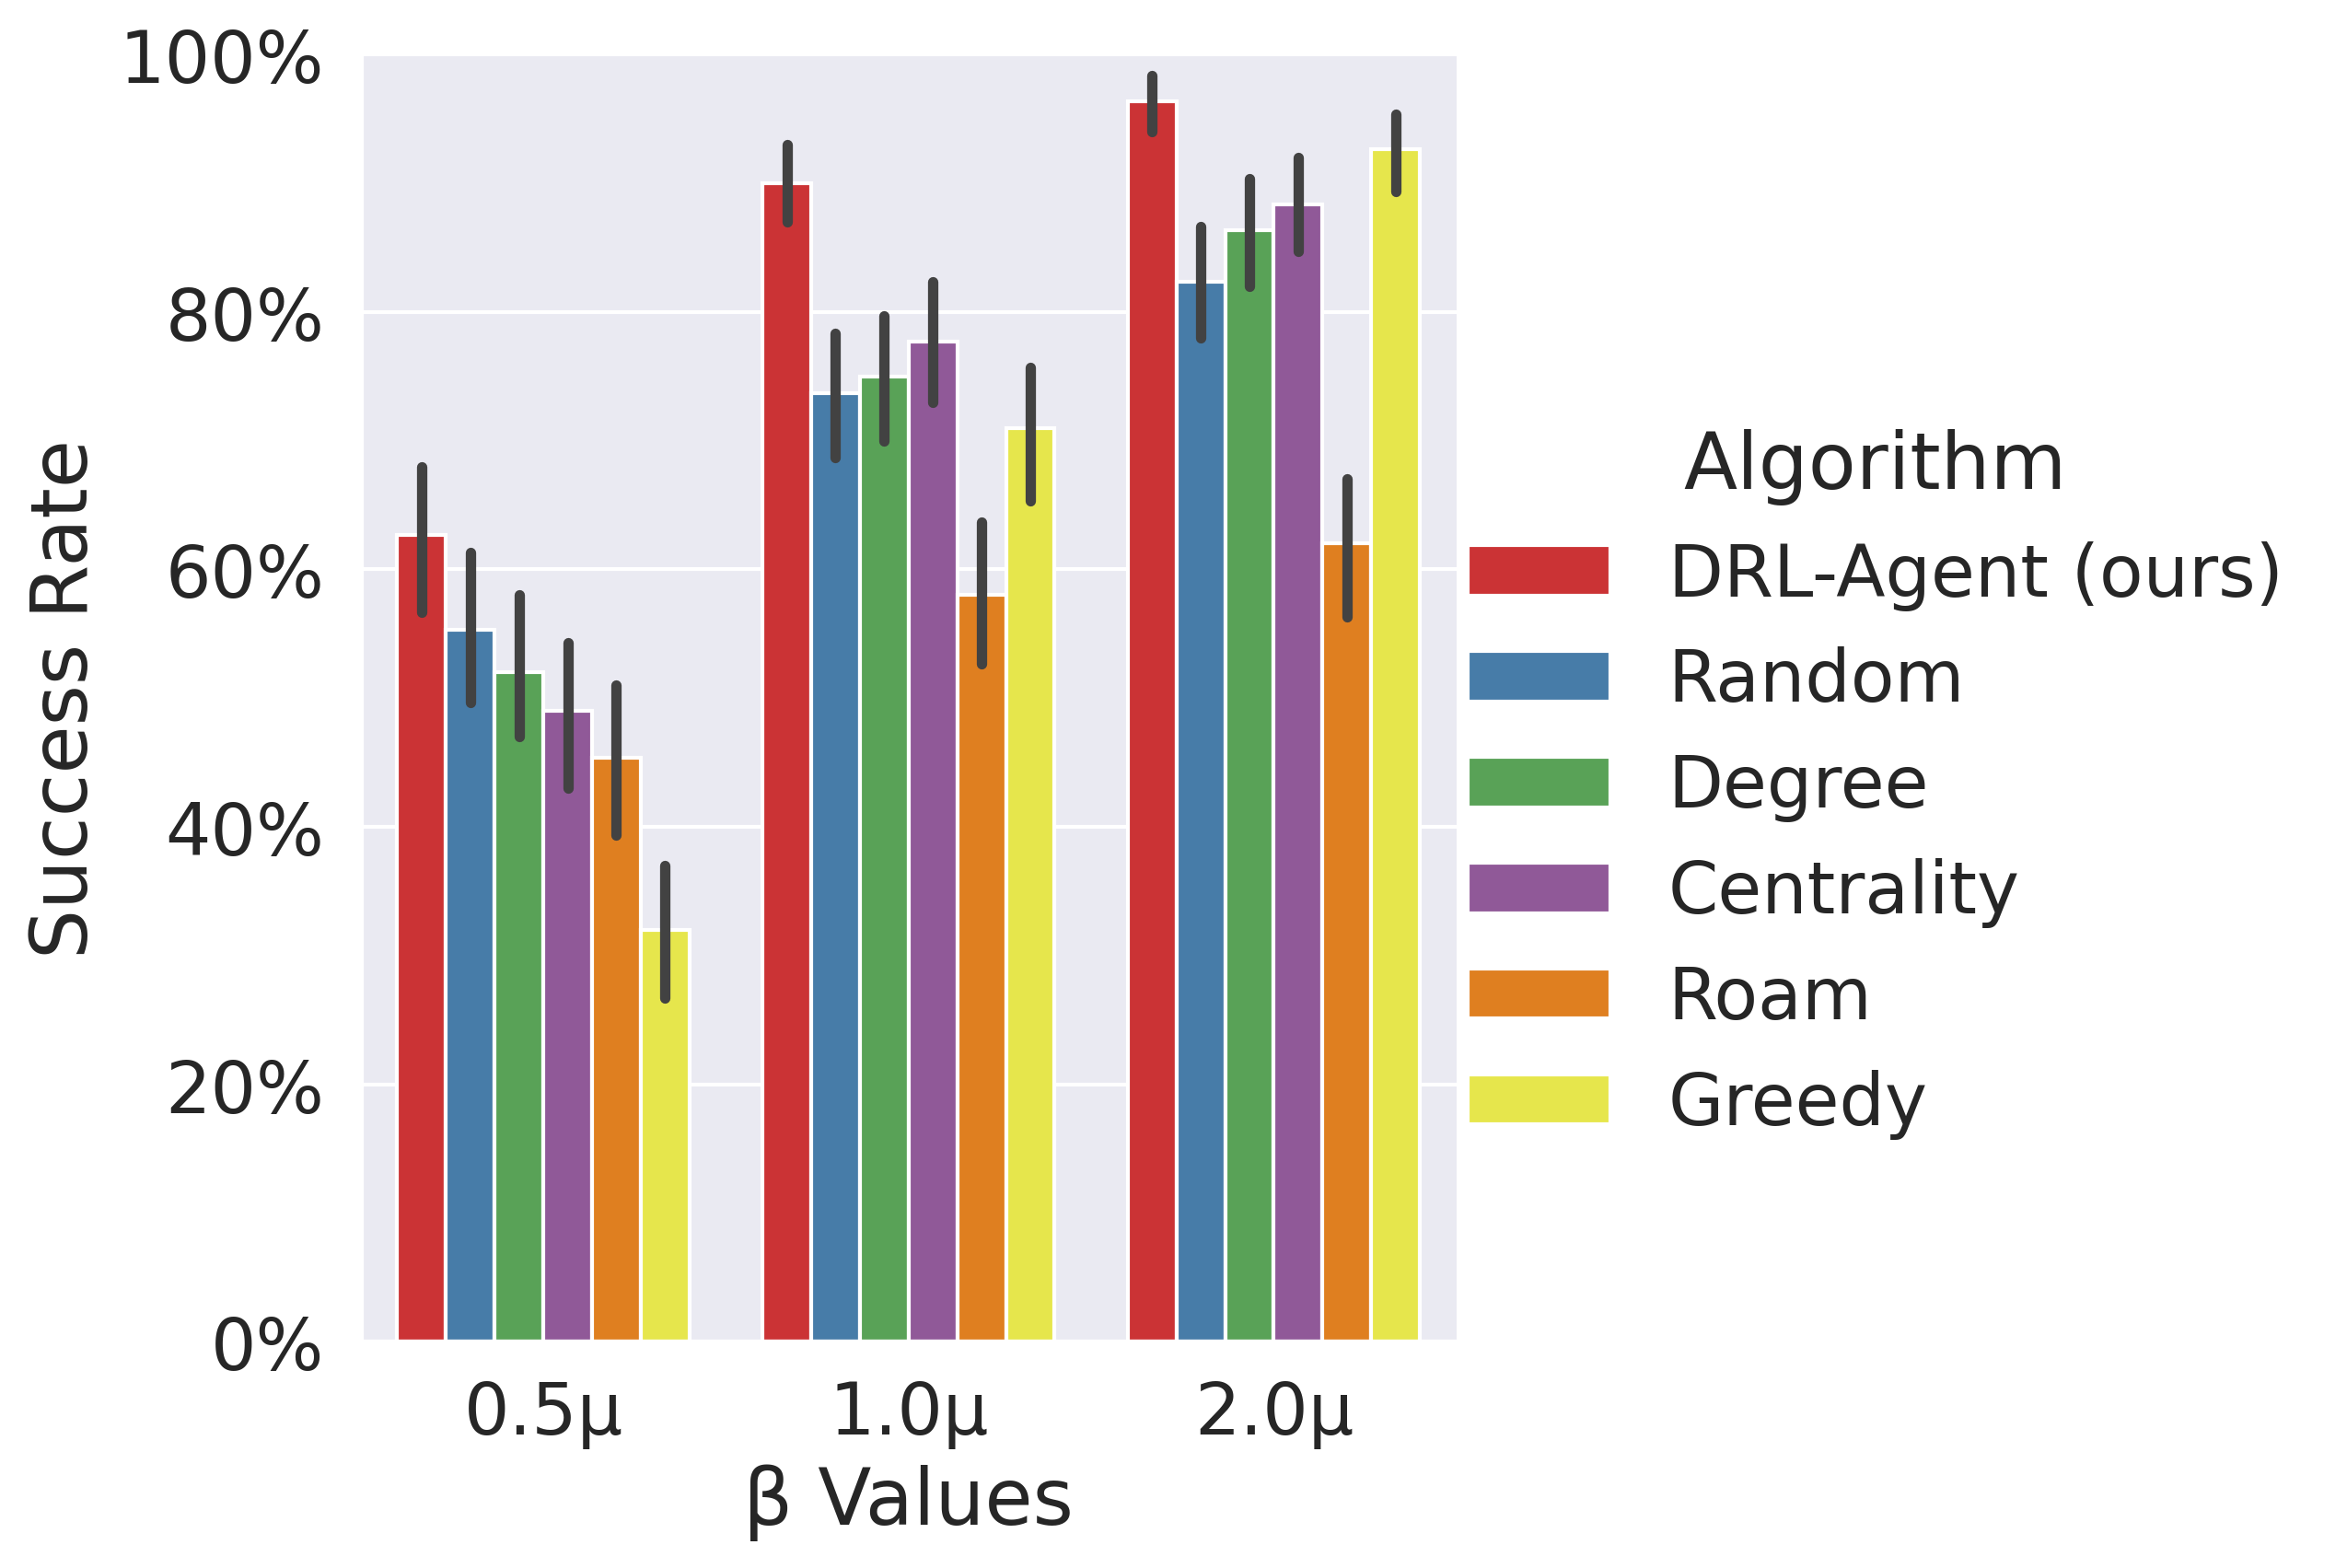 100%
80%
60%
40%
20%
0%
Success Rate
0.5μ
1.0μ
2.0μ
β Values
Algorithm
DRL-Agent (ours)
Random
Degree
Centrality
Roam
Greedy